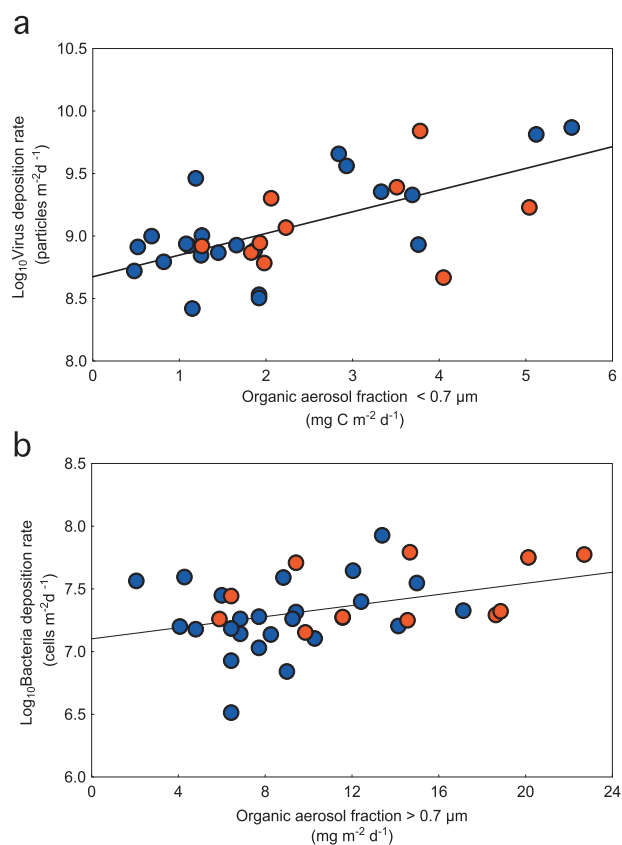 a
10.5
10.0
9.5
9.0
8.5
8.0
Log10Virus deposition rate
(particles m-2d -1)
0 1 2 3 4 5 6
Organic aerosol fraction < 0.7 µm
(mg C m-2 d-1)
b
8.5
8.0
7.5
7.0
6.5
6.0
Log10Bacteria deposition rate
(cells m-2d-1)
0 4 8 12 16 20 24
Organic aerosol fraction > 0.7 µm
(mg m-2 d-1)